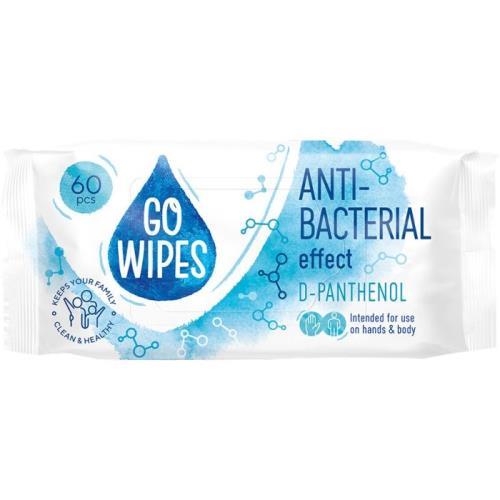 60
pcs
GO
WIPES
KEEPS YOUR FAMILY
CLEAN & HEALTHY
ANTI-
BACTERIAL
effect
D-PANTHENOL
Intended for use
on hands & body